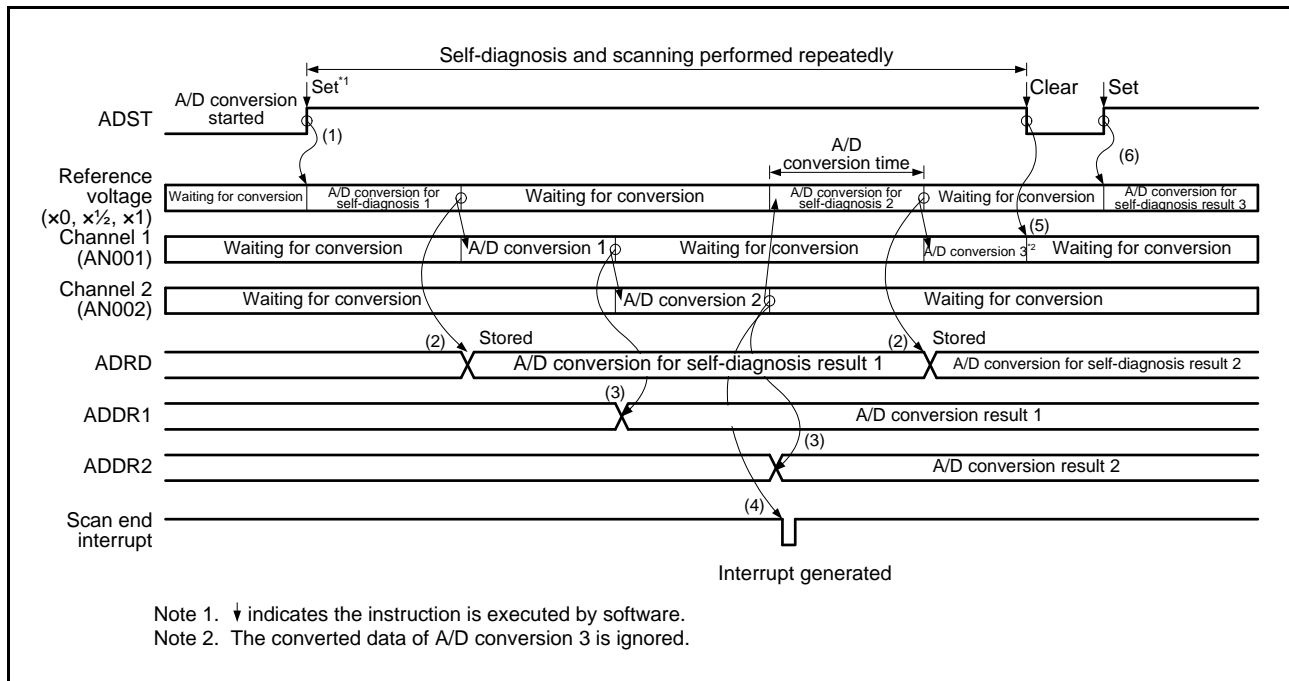 Self-diagnosis and scanning performed repeatedly
A/D conversion
started
Set*1
Clear
Set
ADST
(1)
A/D
conversion time
(6)
Reference
voltage
(×0, ×½, ×1)
Waiting for conversion
A/D conversion for
self-diagnosis 1
Waiting for conversion
A/D conversion for
self-diagnosis 2
Waiting for conversion
A/D conversion for
self-diagnosis result 3
(5)
Channel 1
(AN001)
Waiting for conversion
A/D conversion 1
Waiting for conversion
A/D conversion 3*2
Waiting for conversion
Channel 2
(AN002)
Waiting for conversion
A/D conversion 2
Waiting for conversion
ADRD
(2)
Stored
A/D conversion for self-diagnosis result 1
(2)
Stored
A/D conversion for self-diagnosis result 2
ADDR1
(3)
A/D conversion result 1
ADDR2
(3)
A/D conversion result 2
Scan end
interrupt
(4)
Interrupt generated
Note 1. ↓ indicates the instruction is executed by software.
Note 2. The converted data of A/D conversion 3 is ignored.